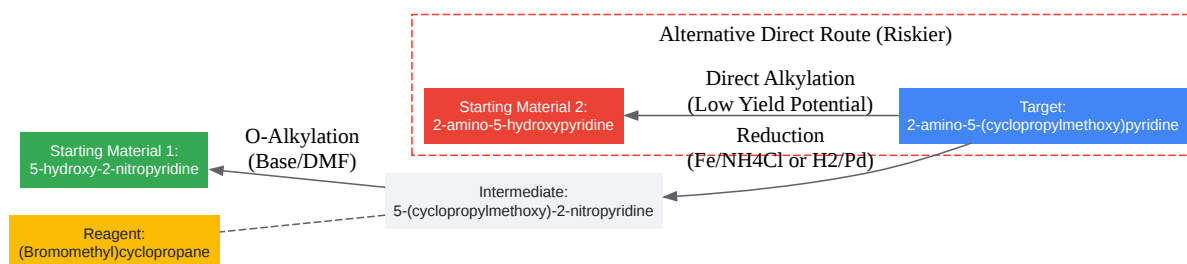 Alternative Direct Route (Riskier)
Direct Alkylation
(Low Yield Potential)
Starting Material 2:
2-amino-5-hydroxypyridine
Target:
2-amino-5-(cyclopropylmethoxy)pyridine
O-Alkylation
(Base/DMF)
Reduction
(Fe/NH4Cl or H2/Pd)
Starting Material 1:
5-hydroxy-2-nitropyridine
Intermediate:
5-(cyclopropylmethoxy)-2-nitropyridine
Reagent:
(Bromomethyl)cyclopropane